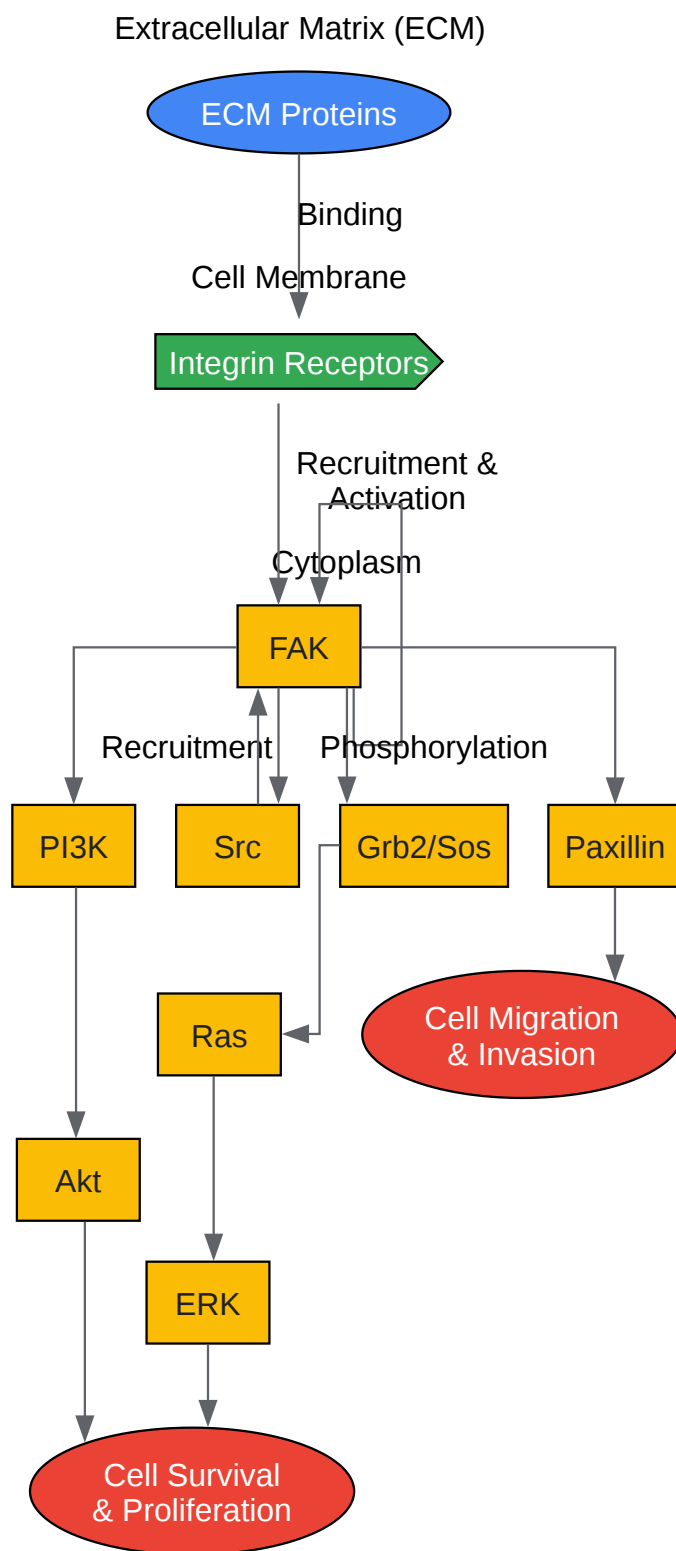 Extracellular Matrix (ECM)
ECM Proteins
Binding
Cell Membrane
Integrin Receptors
Recruitment &
Activation
Cytoplasm
FAK
Recruitment
Phosphorylation
PI3K
Src
Grb2/Sos
Paxillin
Ras
Cell Migration
& Invasion
Akt
ERK
Cell Survival
& Proliferation